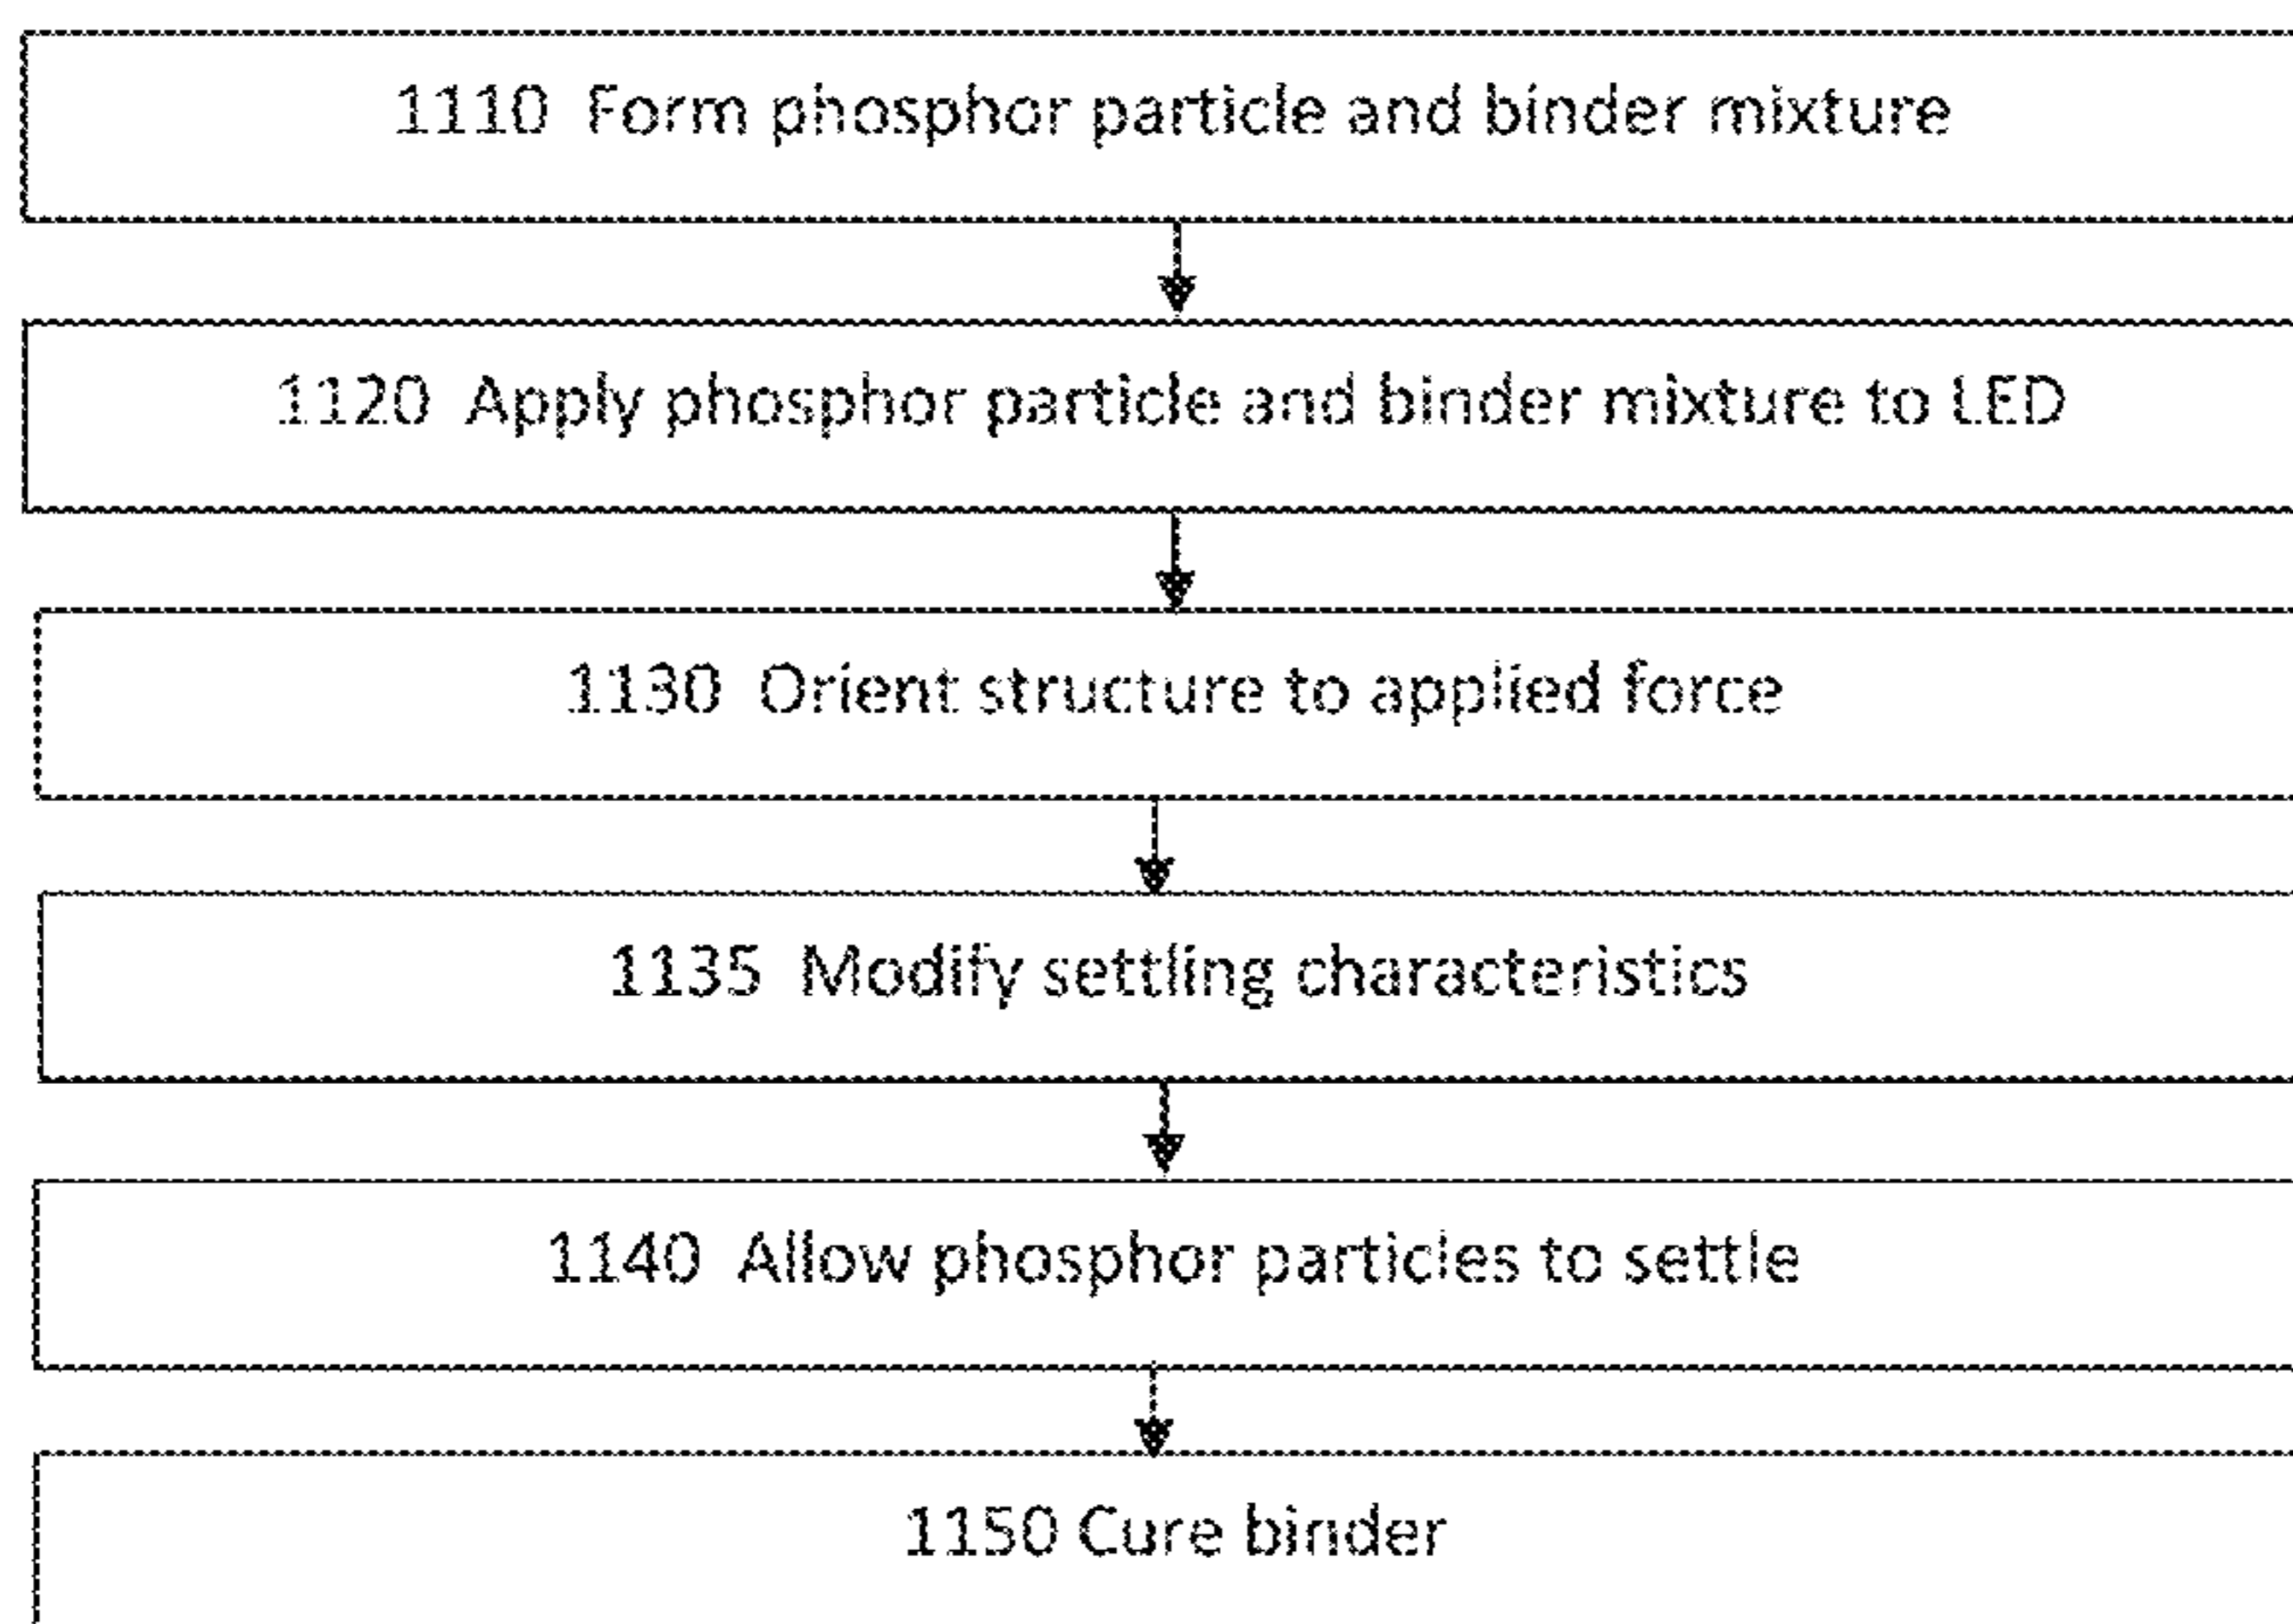 1110 Form phosphor particle and binder mixture
1120 Apply phosphor particle and binder mixture to LED
1130 Orient structure to applied force
1135 Modify settling characteristics
1140 Allow phosphor particles to settle
1150 Cure binder